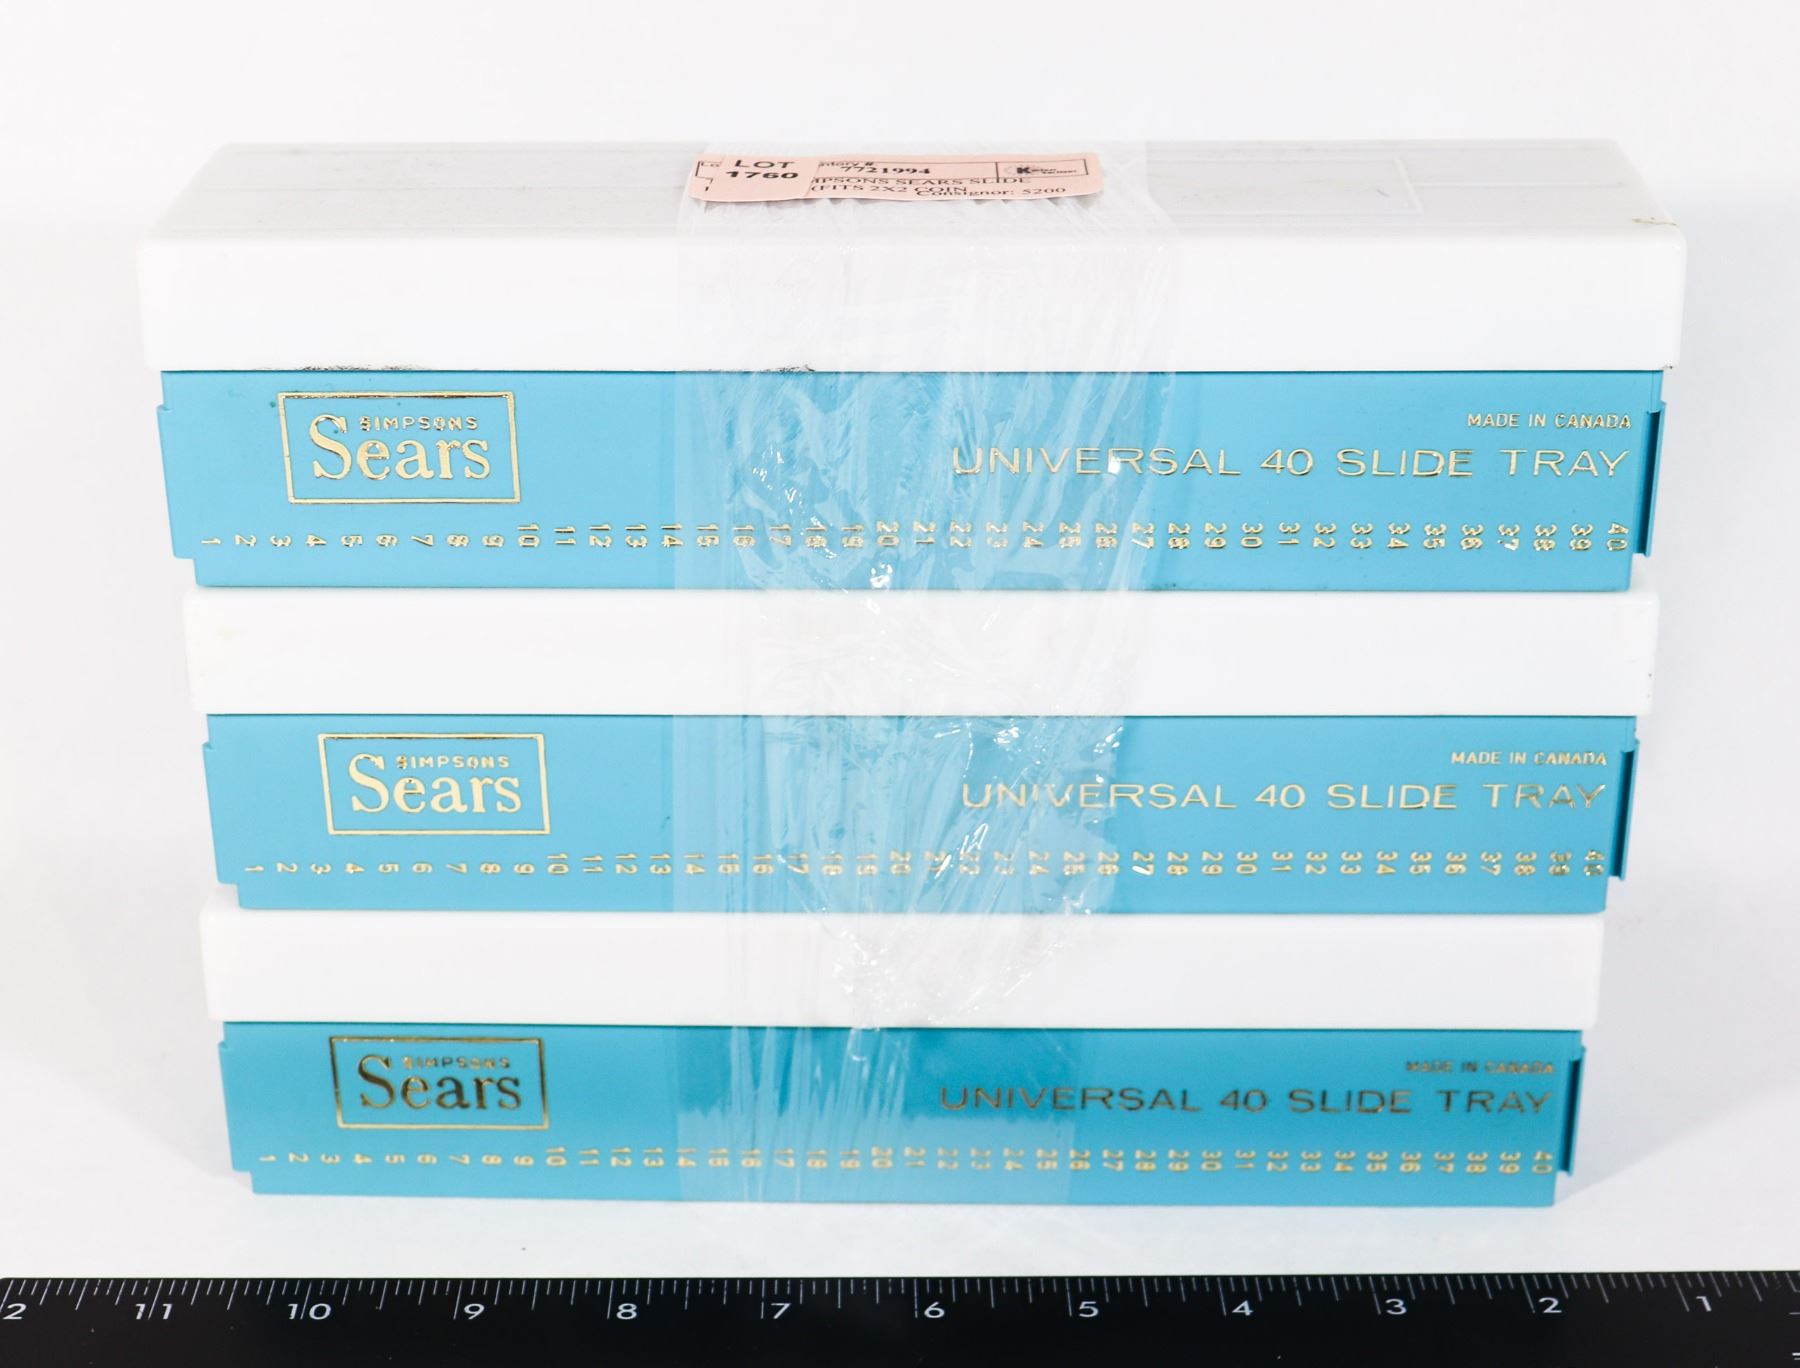 LOT
1760
7721994
SEARS SLIDE
(FITS 2X2 COIN
Consignor: 5200
SIMPSONS
Sears
MADE IN CANADA
UNIVERSAL 40 SLIDE TRAY
1 2 3 4 5 6 7 8 9 10 11 12 13 14 15 16 17 18 19 20 21 22 23 24 25 26 27 28 29 30 31 32 33 34 35 36 37 38 39 40
SIMPSONS
Sears
MADE IN CANADA
UNIVERSAL 40 SLIDE TRAY
1 2 3 4 5 6 7 8 9 10 11 12 13 14 15 16 17 18 19 20 21 22 23 24 25 26 27 28 29 30 31 32 33 34 35 36 37 38 39 40
SIMPSONS
Sears
MADE IN CANADA
UNIVERSAL 40 SLIDE TRAY
1 2 3 4 5 6 7 8 9 10 11 12 13 14 15 16 17 18 19 20 21 22 23 24 25 26 27 28 29 30 31 32 33 34 35 36 37 38 39 40
2 11 10 9 8 7 6 5 4 3 2 1